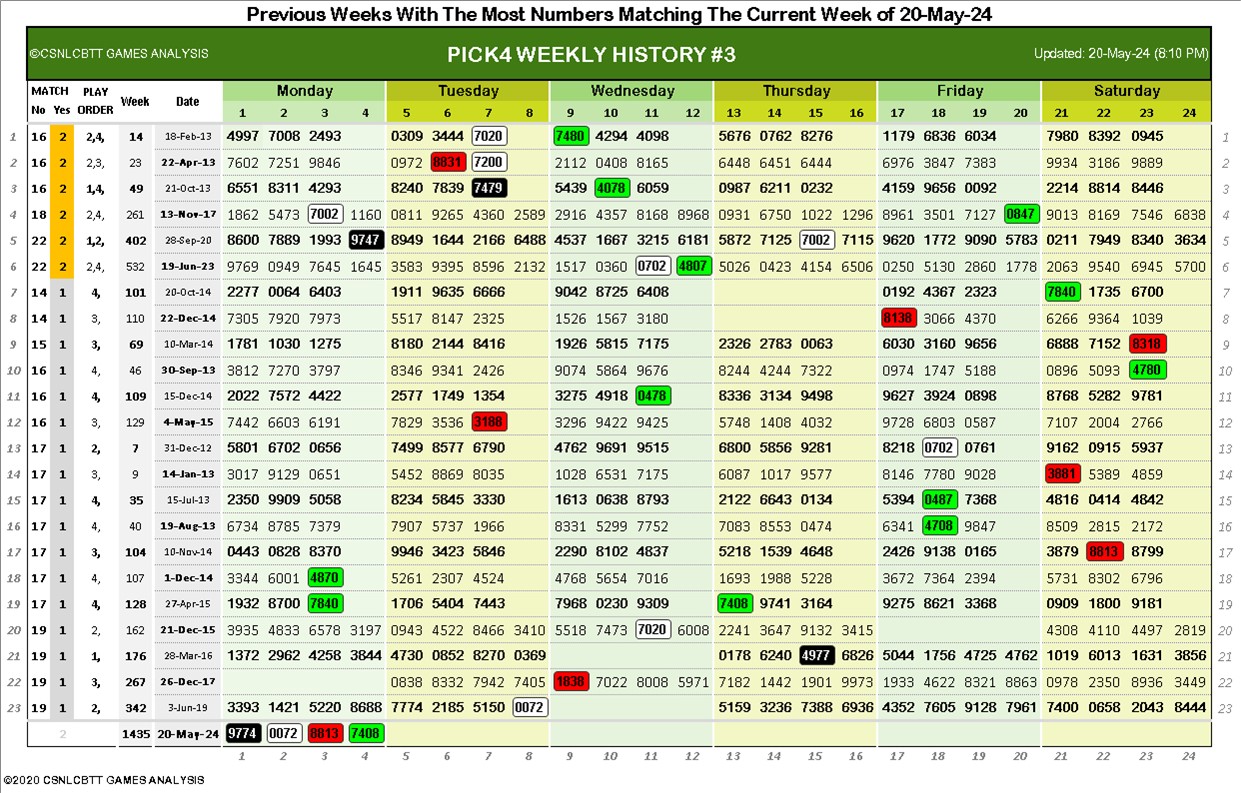 Previous Weeks With The Most Numbers Matching The Current Week of 20-May-24
©CSNLCBTT GAMES ANALYSIS PICK4 WEEKLY HISTORY #3 Updated: 20-May-24 (8:10 PM)
MATCH PLAY Week Date Monday Tuesday Wednesday Thursday Friday Saturday
No Yes ORDER 1 2 3 4 5 6 7 8 9 10 11 12 13 14 15 16 17 18 19 20 21 22 23 24
1 16 2 2,4, 14 18-Feb-13 4997 7008 2493 0309 3444 7020 7480 4294 4098 5676 0762 8276 1179 6836 6034 7980 8392 0945 1
2 16 2 2,3, 23 22-Apr-13 7602 7251 9846 0972 8831 7200 2112 0408 8165 6448 6451 6444 6976 3847 7383 9934 3186 9889 2
3 16 2 1,4, 49 21-Oct-13 6551 8311 4293 8240 7839 7479 5439 4078 6059 0987 6211 0232 4159 9656 0092 2214 8814 8446 3
4 18 2 2,4, 261 13-Nov-17 1862 5473 7002 1160 0811 9265 4360 2589 2916 4357 8168 8968 0931 6750 1022 1296 8961 3501 7127 0847 9013 8169 7546 6838 4
5 22 2 1,2, 402 28-Sep-20 8600 7889 1993 9747 8949 1644 2166 6488 4537 1667 3215 6181 5872 7125 7002 7115 9620 1772 9090 5783 0211 7949 8340 3634 5
6 22 2 2,4, 532 19-Jun-23 9769 0949 7645 1645 3583 9395 8596 2132 1517 0360 0702 4807 5026 0423 4154 6506 0250 5130 2860 1778 2063 9540 6945 5700 6
7 14 1 4, 101 20-Oct-14 2277 0064 6403 1911 9635 6666 9042 8725 6408 0192 4367 2323 7840 1735 6700 7
8 14 1 3, 110 22-Dec-14 7305 7920 7973 5517 8147 2325 1526 1567 3180 8138 3066 4370 6266 9364 1039 8
9 15 1 3, 69 10-Mar-14 1781 1030 1275 8180 2144 8416 1926 5815 7175 2326 2783 0063 6030 3160 9656 6888 7152 8318 9
10 16 1 4, 46 30-Sep-13 3812 7270 3797 8346 9341 2426 9074 5864 9676 8244 4244 7322 0974 1747 5188 0896 5093 4780 10
11 16 1 4, 109 15-Dec-14 2022 7572 4422 2577 1749 1354 3275 4918 0478 8336 3134 9498 9627 3924 0898 8768 5282 9781 11
12 16 1 3, 129 4-May-15 7442 6603 6191 7829 3536 3188 3296 9422 9425 5748 1408 4032 9728 6803 0587 7107 2004 2766 12
13 17 1 2, 7 31-Dec-12 5801 6702 0656 7499 8577 6790 4762 9691 9515 6800 5856 9281 8218 0702 0761 9162 0915 5937 13
14 17 1 3, 9 14-Jan-13 3017 9129 0651 5452 8869 8035 1028 6531 7175 6087 1017 9577 8146 7780 9028 3881 5389 4859 14
15 17 1 4, 35 15-Jul-13 2350 9909 5058 8234 5845 3330 1613 0638 8793 2122 6643 0134 5394 0487 7368 4816 0414 4842 15
16 17 1 4, 40 19-Aug-13 6734 8785 7379 7905 5737 1966 8331 5299 7752 7083 8553 0474 6341 4708 9847 8509 2815 2172 16
17 17 1 3, 104 10-Nov-14 0443 0828 8370 9946 3423 5846 2290 8102 4837 5218 1539 4648 2426 9138 0165 3879 8813 8799 17
18 17 1 4, 107 1-Dec-14 3344 6001 4870 5261 2307 4524 4768 5654 7016 1693 1988 5228 3672 7364 2394 5731 8302 6796 18
19 17 1 4, 128 27-Apr-15 1932 8700 7840 1706 5404 7443 7968 0230 9309 7408 9741 3164 9275 8621 3368 0909 1800 9181 19
20 19 1 2, 162 21-Dec-15 3935 4833 6578 3197 0943 4522 8466 3410 5518 7473 7020 6008 2241 3647 9132 3415 4308 4110 4497 2819 20
21 19 1 1, 176 28-Mar-16 1372 2962 4258 3844 4730 0852 8270 0369 0178 6240 4977 6826 5044 1756 4725 4762 1019 6013 1631 3856 21
22 19 1 3, 267 26-Dec-17 0838 8332 7942 7405 1838 7022 8008 5971 7182 1442 1901 9973 1933 4622 8321 8863 0978 2350 8936 3449 22
23 19 1 2, 342 3-Jun-19 3393 1421 5220 8688 7774 2185 5150 0072 5159 3236 7388 6936 4352 7605 9128 7961 7400 0658 2043 8444 23
2 1435 20-May-24 9774 0072 8813 7408
1 2 3 4 5 6 7 8 9 10 11 12 13 14 15 16 17 18 19 20 21 22 23 24
©2020 CSNLCBTT GAMES ANALYSIS